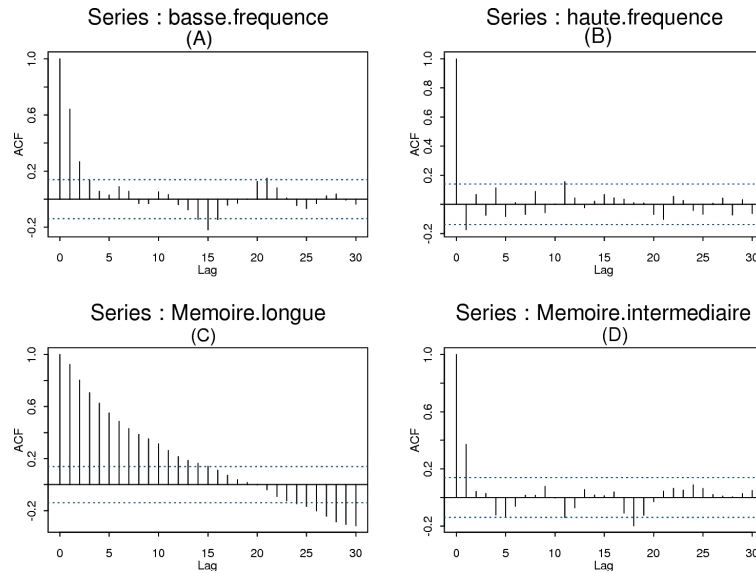 Series : basse.frequence
(A)
ACF
1.0
0.6
0.2
-0.2
0 5 10 15 20 25 30
Lag
Series : haute.frequence
(B)
ACF
1.0
0.8
0.6
0.4
0.2
-0.2
0 5 10 15 20 25 30
Lag
Series : Memoire.longue
(C)
ACF
1.0
0.6
0.2
-0.2
0 5 10 15 20 25 30
Lag
Series : Memoire.intermediaire
(D)
ACF
1.0
0.6
0.2
-0.2
0 5 10 15 20 25 30
Lag